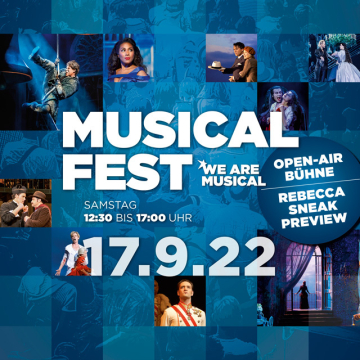 MUSICAL
FEST
*WE ARE
MUSICAL
OPEN-AIR
BÜHNE
REBECCA
SNEAK
PREVIEW
SAMSTAG
12:30 BIS 17:00 UHR
17.9.22